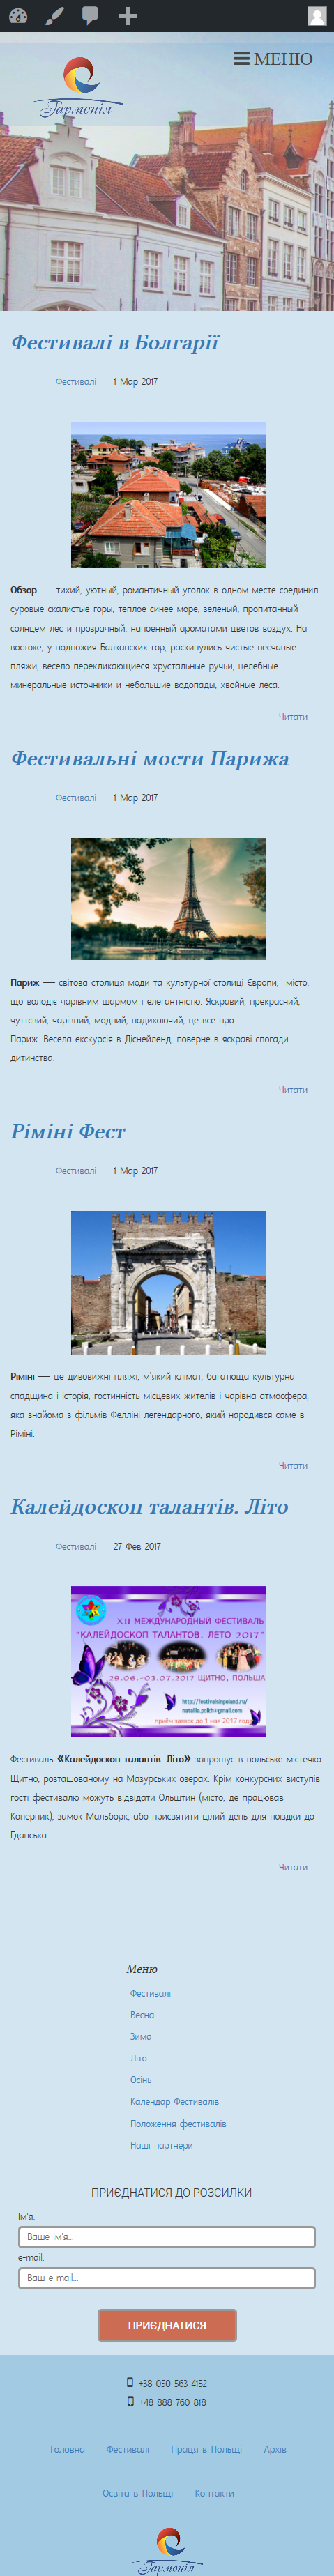 Гармонія
МЕНЮ
Фестивалі в Болгарії
Фестивалі 1 Мар 2017
Обзор — тихий, уютный, романтичный уголок в одном месте соединил
суровые скалистые горы, теплое синее море, зеленый, пропитанный
солнцем лес и прозрачный, напоенный ароматами цветов воздух. На
востоке, у подножия Балканских гор, раскинулись чистые песчаные
пляжи, весело перекликающиеся хрустальные ручьи, целебные
минеральные источники и небольшие водопады, хвойные леса.
Читати
Фестивальні мости Парижа
Фестивалі 1 Мар 2017
Париж — світова столиця моди та культурної столиці Європи, місто,
що володіє чарівним шармом і елегантністю. Яскравий, прекрасний,
чуттєвий, чарівний, модний, надихаючий, це все про
Париж. Весела екскурсія в Діснейленд, поверне в яскраві спогади
дитинства.
Читати
Ріміні Фест
Фестивалі 1 Мар 2017
Ріміні — це дивовижні пляжі, м'який клімат, багатюща культурна
спадщина і історія, гостинність місцевих жителів і чарівна атмосфера,
яка знайома з фільмів Фелліні легендарного, який народився саме в
Ріміні.
Читати
Калейдоскоп талантів. Літо
Фестивалі 27 Фев 2017
XII МЕЖДУНАРОДНЫЙ ФЕСТИВАЛЬ
"КАЛЕЙДОСКОП ТАЛАНТОВ. ЛЕТО 2017"
29.06.-03.07.2017 ЩИТНО, ПОЛЬША
http://festivalsinpoland.ru/
natallia.polkh@gmail.com
приём заявок до 1 мая 2017 года
Фестиваль «Калейдоскоп талантів. Літо» запрошує в польське містечко
Щитно, розташованому на Мазурських озерах. Крім конкурсних виступів
гості фестивалю можуть відвідати Ольштин (місто, де працював
Коперник), замок Мальборк, або присвятити цілий день для поїздки до
Гданська.
Читати
Меню
Фестивалі
Весна
Зима
Літо
Осінь
Календар Фестивалів
Положення фестивалів
Наші партнери
ПРИЄДНАТИСЯ ДО РОЗСИЛКИ
Ім'я:
Ваше ім'я...
e-mail:
Ваш e-mail...
ПРИЄДНАТИСЯ
+38 050 563 4152
+48 888 760 818
Головна Фестивалі Праця в Польщі Архів
Освіта в Польщі Контакти
Гармонія